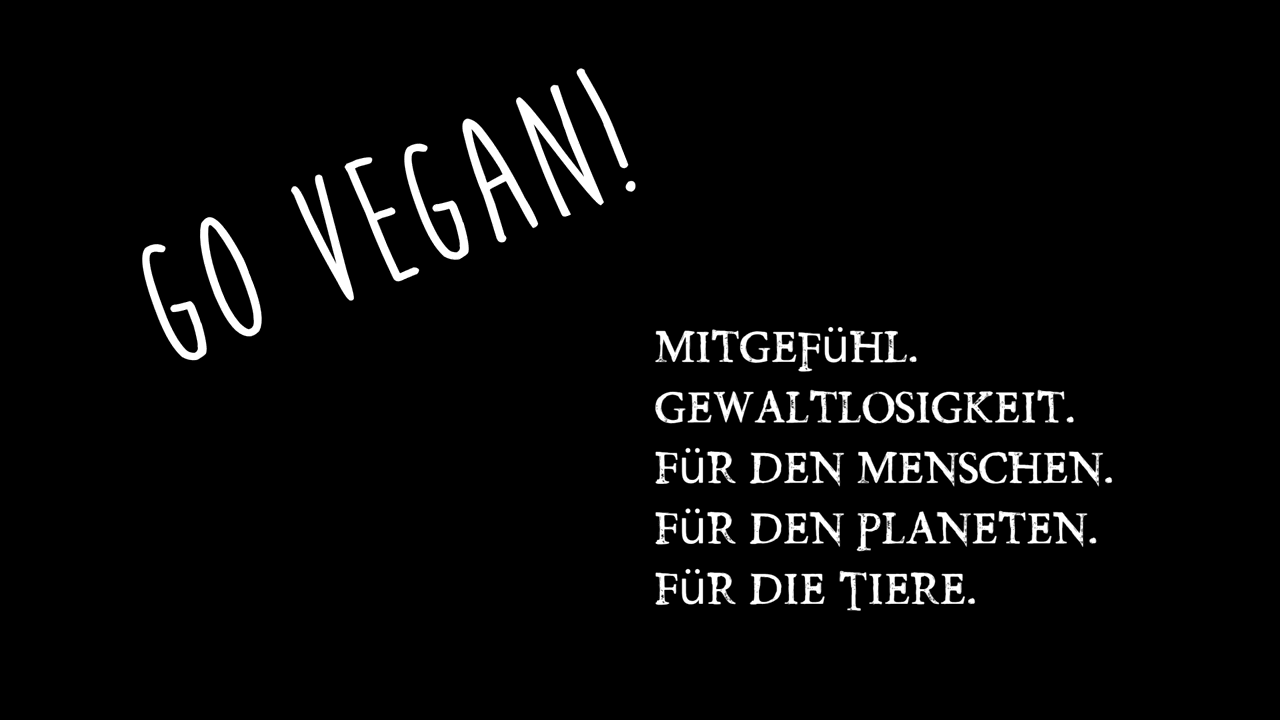 GO VEGAN!
MITGEFÜHL.
GEWALTLOSIGKEIT.
FÜR DEN MENSCHEN.
FÜR DEN PLANETEN.
FÜR DIE TIERE.